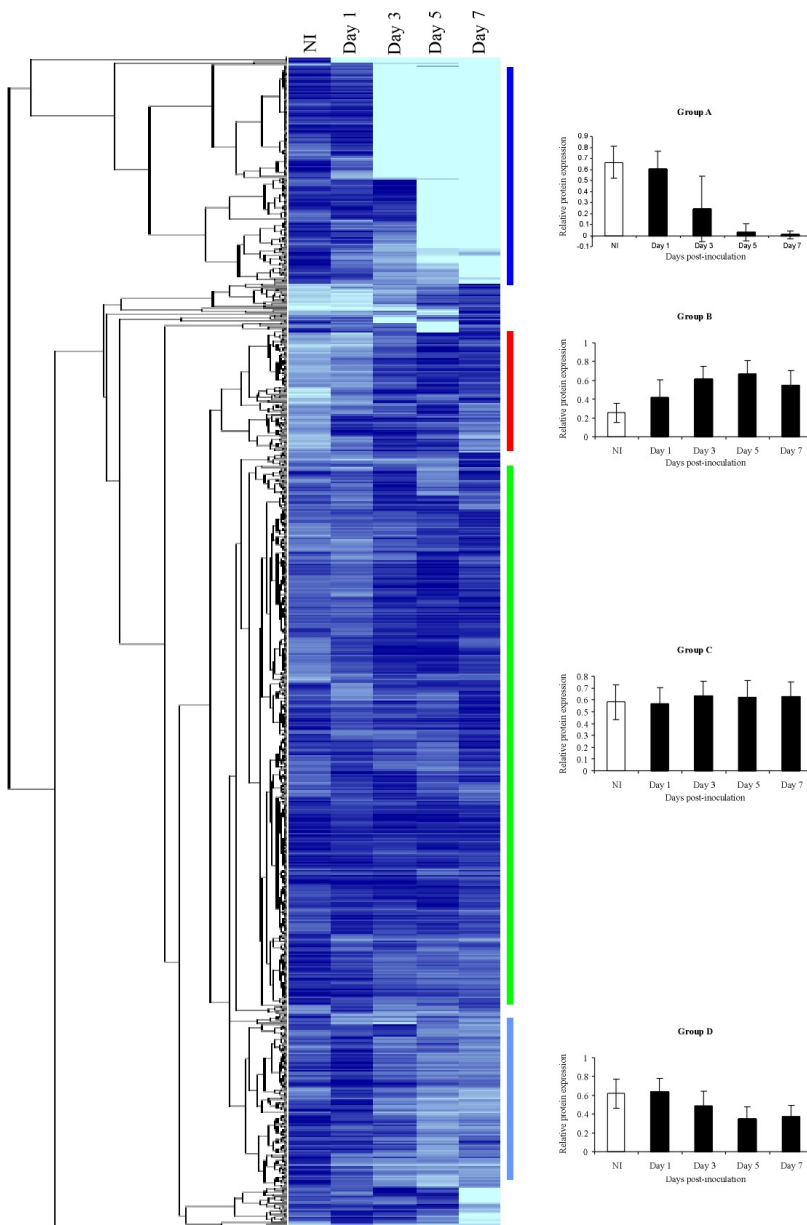 NI Day 1 Day 3 Day 5 Day 7
Group A
Relative protein expression
0.9
0.8
0.7
0.6
0.5
0.4
0.3
0.2
0.1
0
-0.1
NI Day 1 Day 3 Day 5 Day 7
Days post-inoculation
Group B
Relative protein expression
1
0.8
0.6
0.4
0.2
0
NI Day 1 Day 3 Day 5 Day 7
Days post-inoculation
Group C
Relative protein expression
0.8
0.7
0.6
0.5
0.4
0.3
0.2
0.1
0
NI Day 1 Day 3 Day 5 Day 7
Days post-inoculation
Group D
Relative protein expression
1
0.8
0.6
0.4
0.2
0
NI Day 1 Day 3 Day 5 Day 7
Days post-inoculation